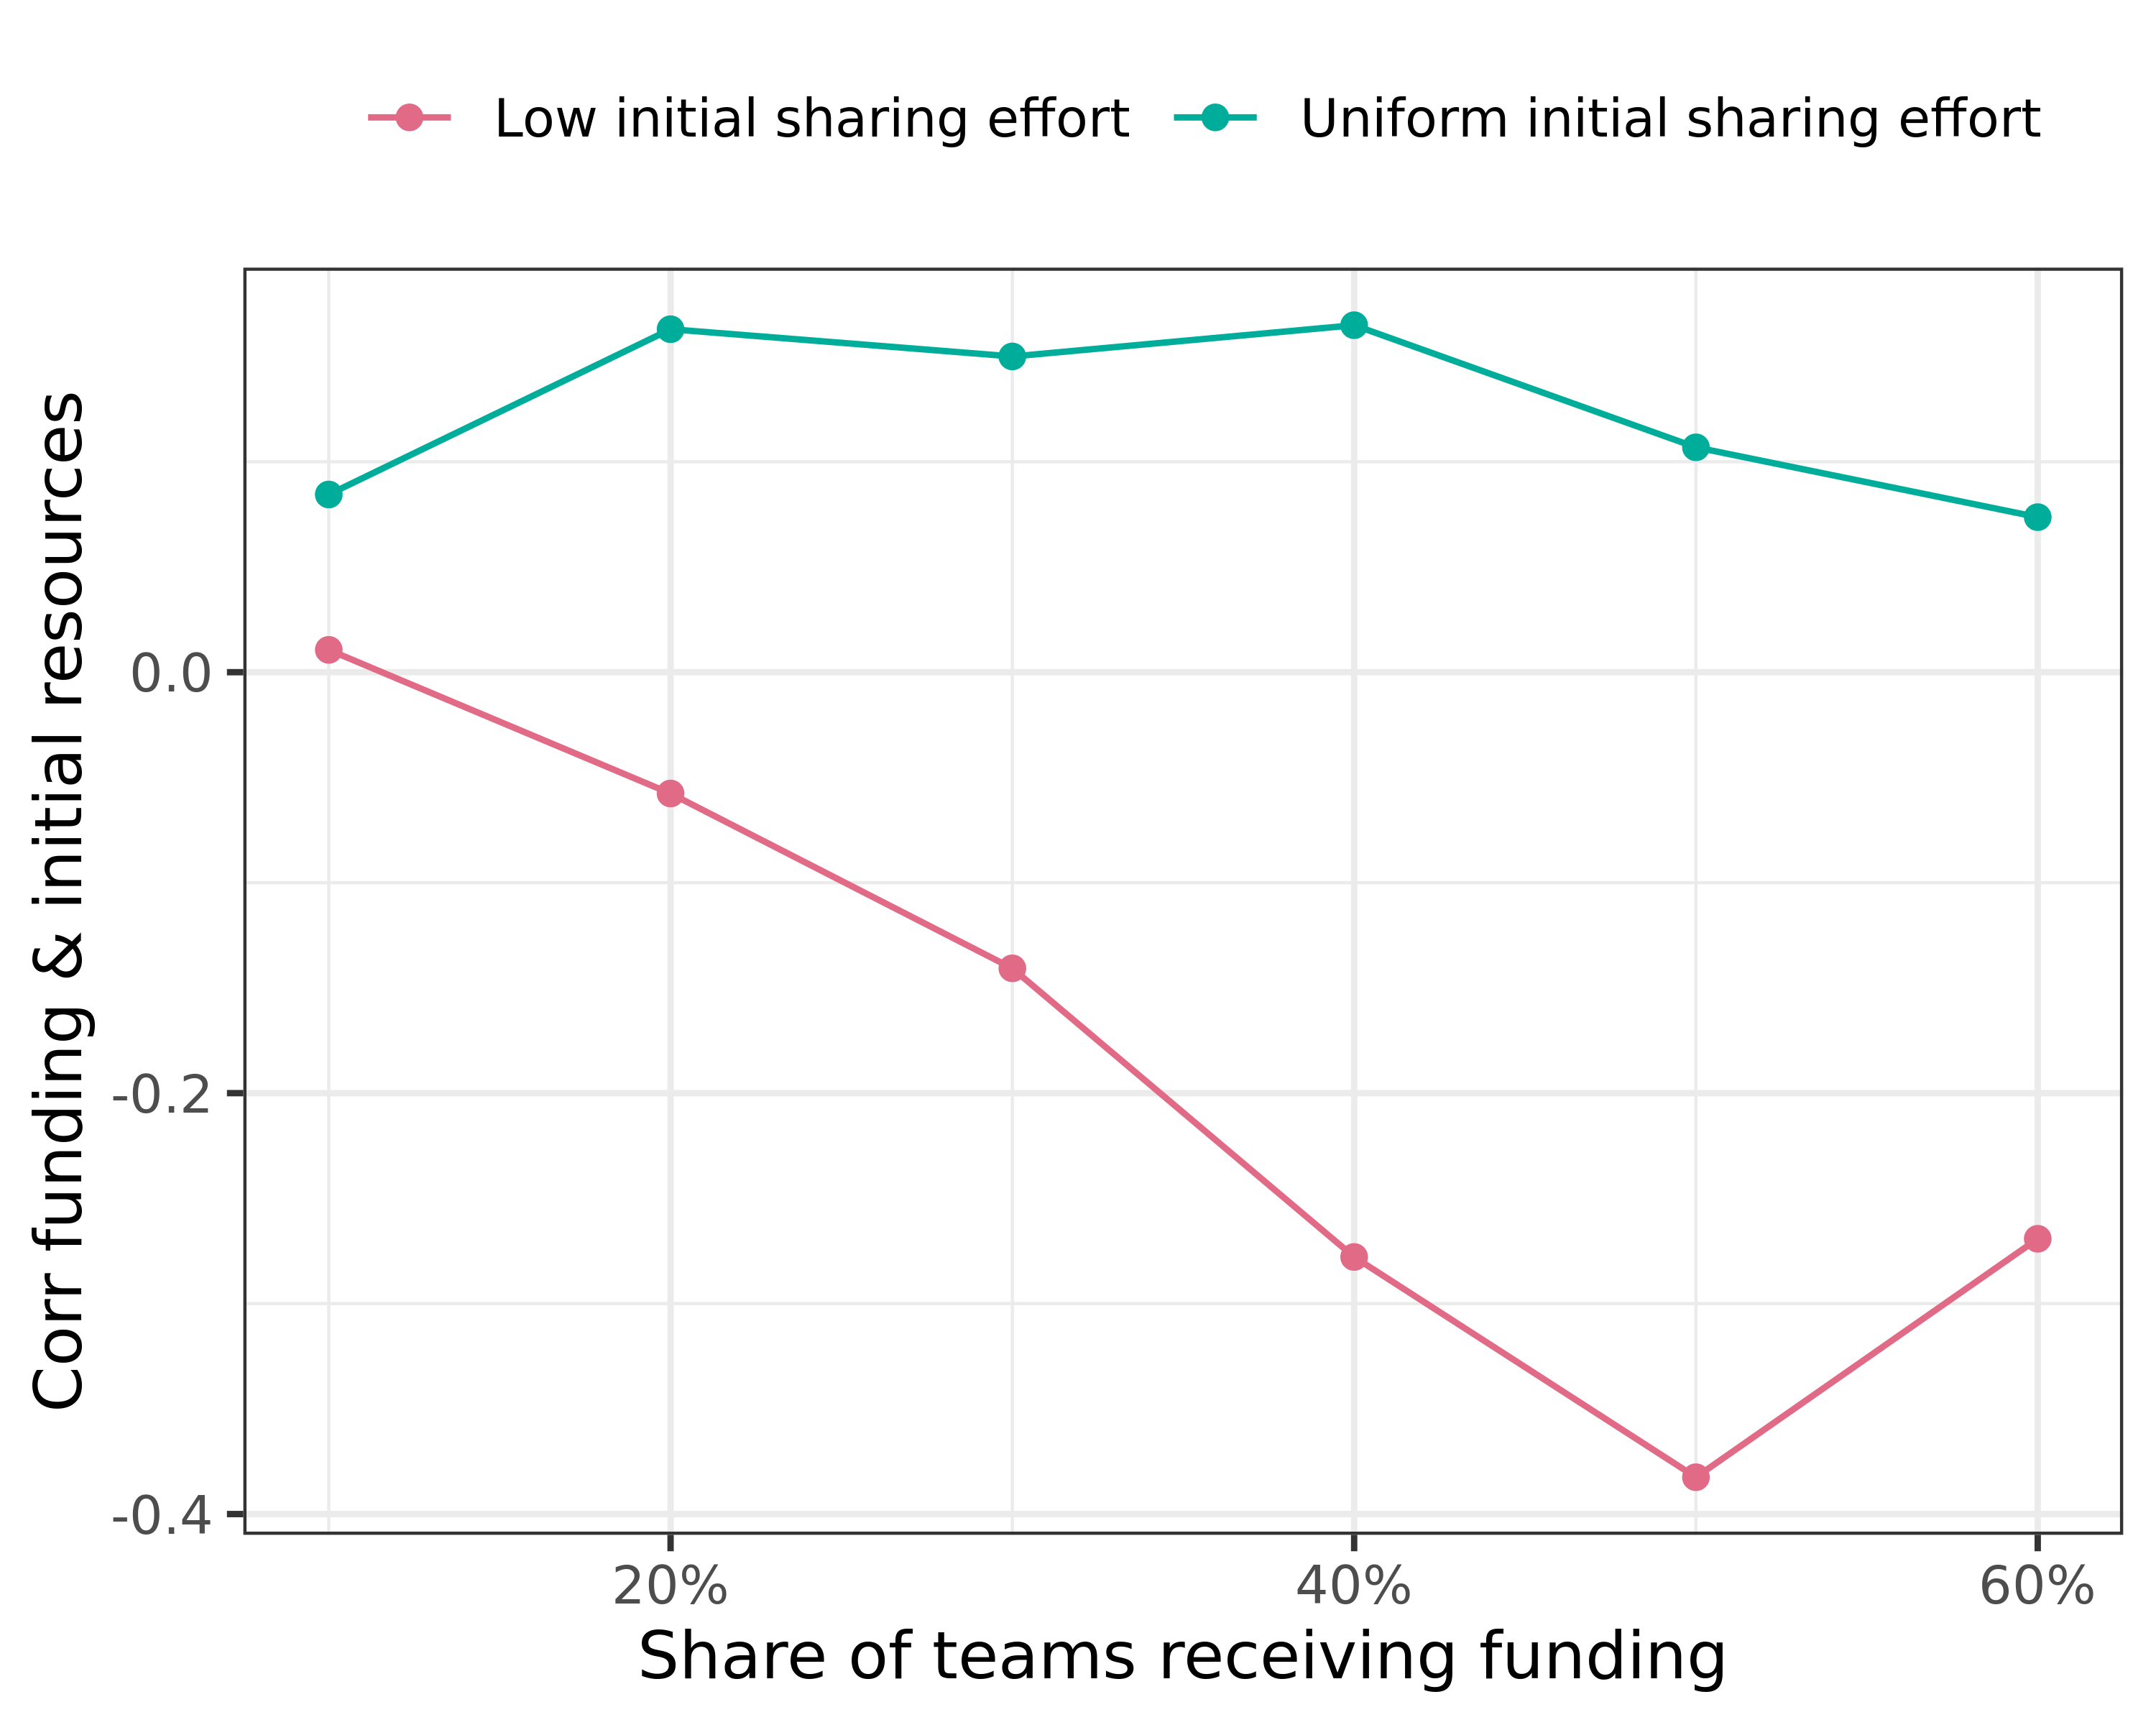 Low initial sharing effort Uniform initial sharing effort
Corr funding & initial resources
0.0
-0.2
-0.4
20% 40% 60%
Share of teams receiving funding